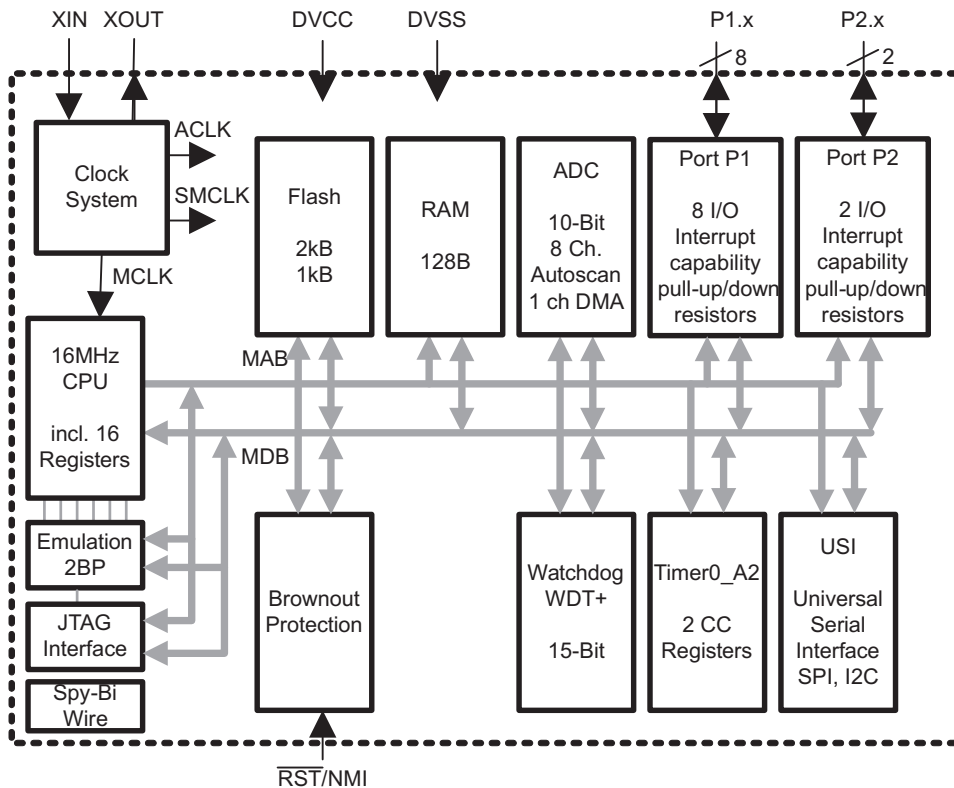 XIN XOUT DVCC DVSS P1.x P2.x
8 2
ACLK
SMCLK
MCLK
Clock
System
Flash
2kB
1kB
RAM
128B
ADC
10-Bit
8 Ch.
Autoscan
1 ch DMA
Port P1
8 I/O
Interrupt
capability
pull-up/down
resistors
Port P2
2 I/O
Interrupt
capability
pull-up/down
resistors
16MHz
CPU
incl. 16
Registers
MAB
MDB
Emulation
2BP
JTAG
Interface
Spy-Bi
Wire
Brownout
Protection
Watchdog
WDT+
15-Bit
Timer0_A2
2 CC
Registers
USI
Universal
Serial
Interface
SPI, I2C
RST/NMI